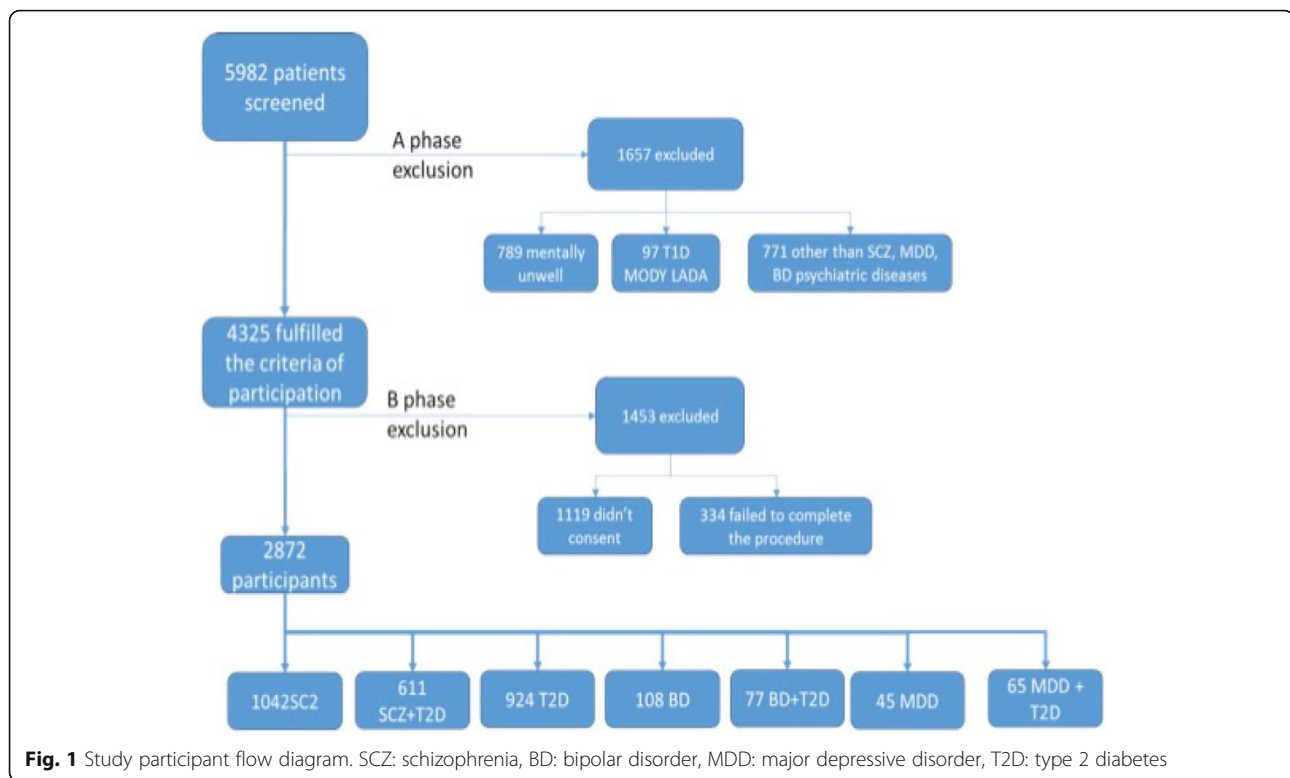 5982 patients
screened
A phase
exclusion
1657 excluded
789 mentally
unwell
97 T1D
MODY LADA
771 other than SCZ, MDD,
BD psychiatric diseases
4325 fulfilled
the criteria of
participation
B phase
exclusion
1453 excluded
1119 didn't
consent
334 failed to complete
the procedure
2872
participants
1042SC2
611
SCZ+T2D
924 T2D
108 BD
77 BD+T2D
45 MDD
65 MDD +
T2D
Fig. 1 Study participant flow diagram. SCZ: schizophrenia, BD: bipolar disorder, MDD: major depressive disorder, T2D: type 2 diabetes